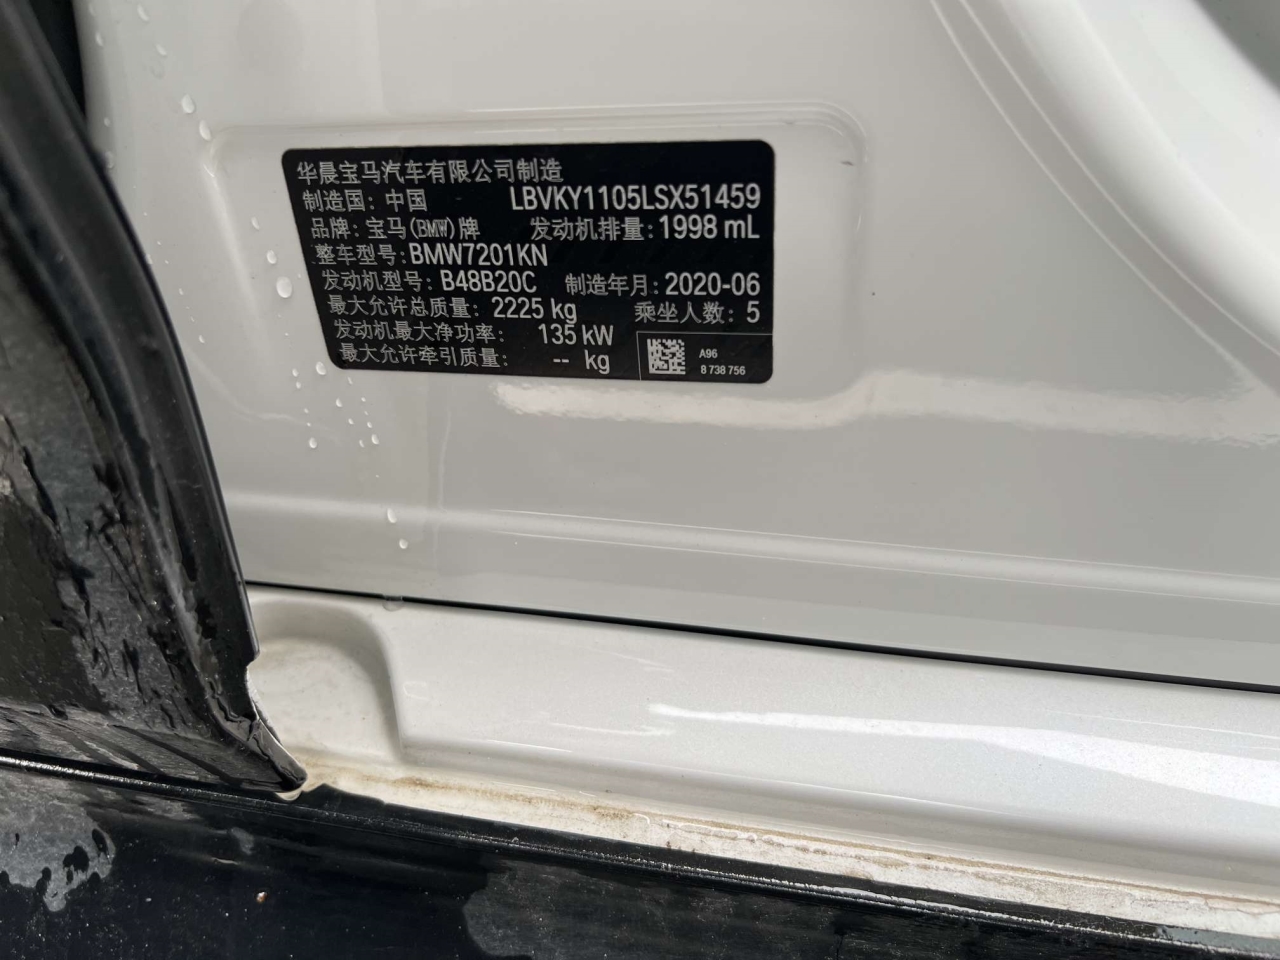 华晨宝马汽车有限公司制造
制造国: 中国 LBVKY1105LSX51459
品牌: 宝马(BMW)牌 发动机排量: 1998 mL
整车型号: BMW7201KN
发动机型号: B48B20C 制造年月: 2020-06
最大允许总质量: 2225 kg 乘坐人数: 5
发动机最大净功率: 135 kW
最大允许牵引质量: -- kg
A96
8 738 756